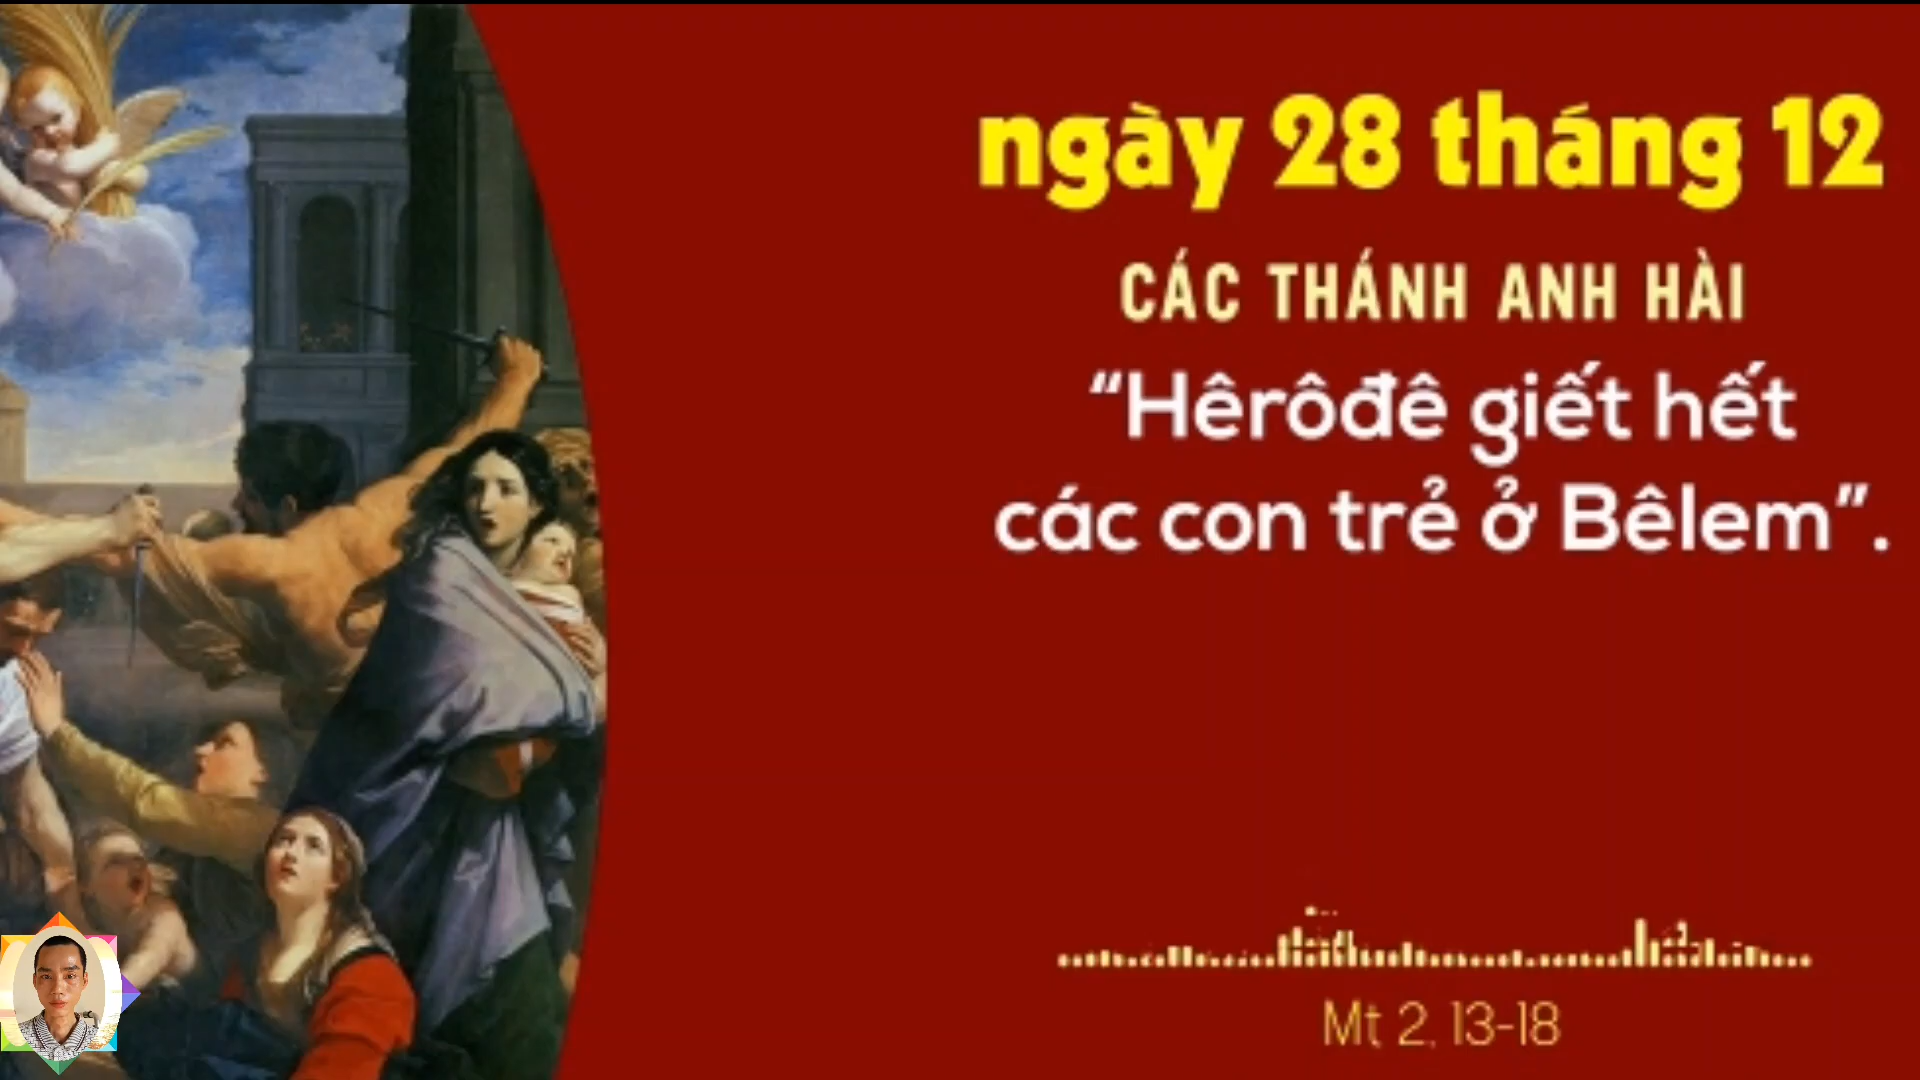 ngày 28 tháng 12
CÁC THÁNH ANH HÀI
“Hêrôđê giết hết
các con trẻ ở Bêlem”.
Mt 2, 13-18